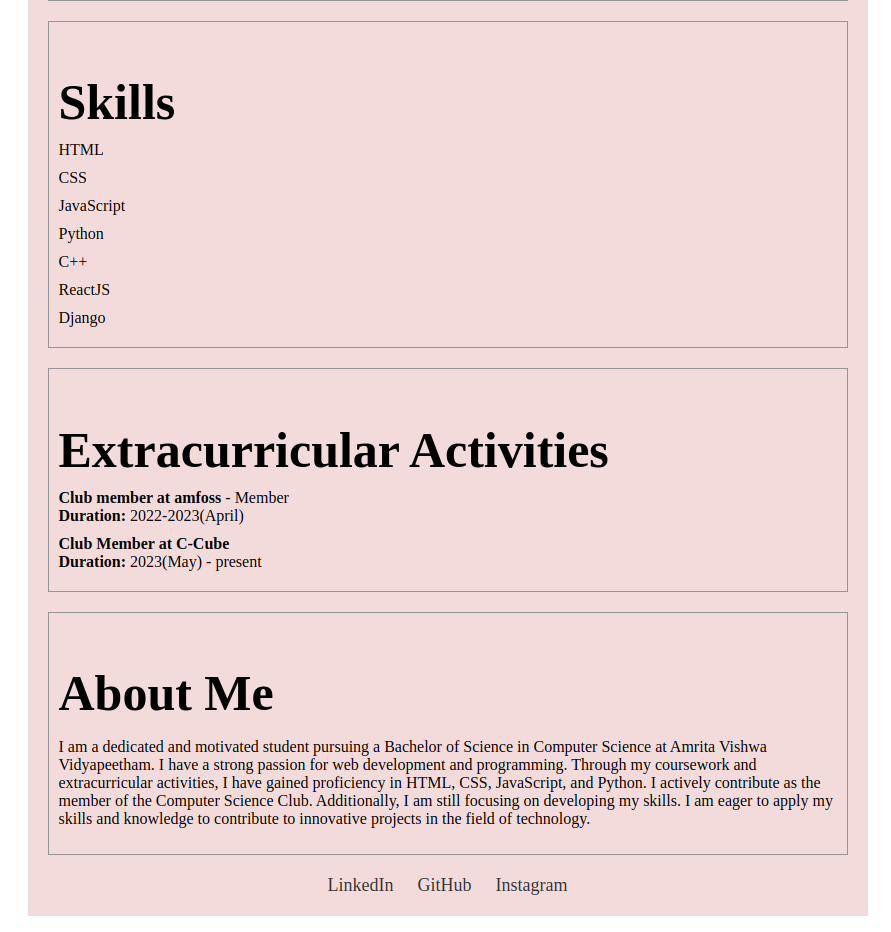 Skills
HTML
CSS
JavaScript
Python
C++
ReactJS
Django
Extracurricular Activities
Club member at amfoss - Member
Duration: 2022-2023(April)
Club Member at C-Cube
Duration: 2023(May) - present
About Me
I am a dedicated and motivated student pursuing a Bachelor of Science in Computer Science at Amrita Vishwa
Vidyapeetham. I have a strong passion for web development and programming. Through my coursework and
extracurricular activities, I have gained proficiency in HTML, CSS, JavaScript, and Python. I actively contribute as the
member of the Computer Science Club. Additionally, I am still focusing on developing my skills. I am eager to apply my
skills and knowledge to contribute to innovative projects in the field of technology.
LinkedIn GitHub Instagram